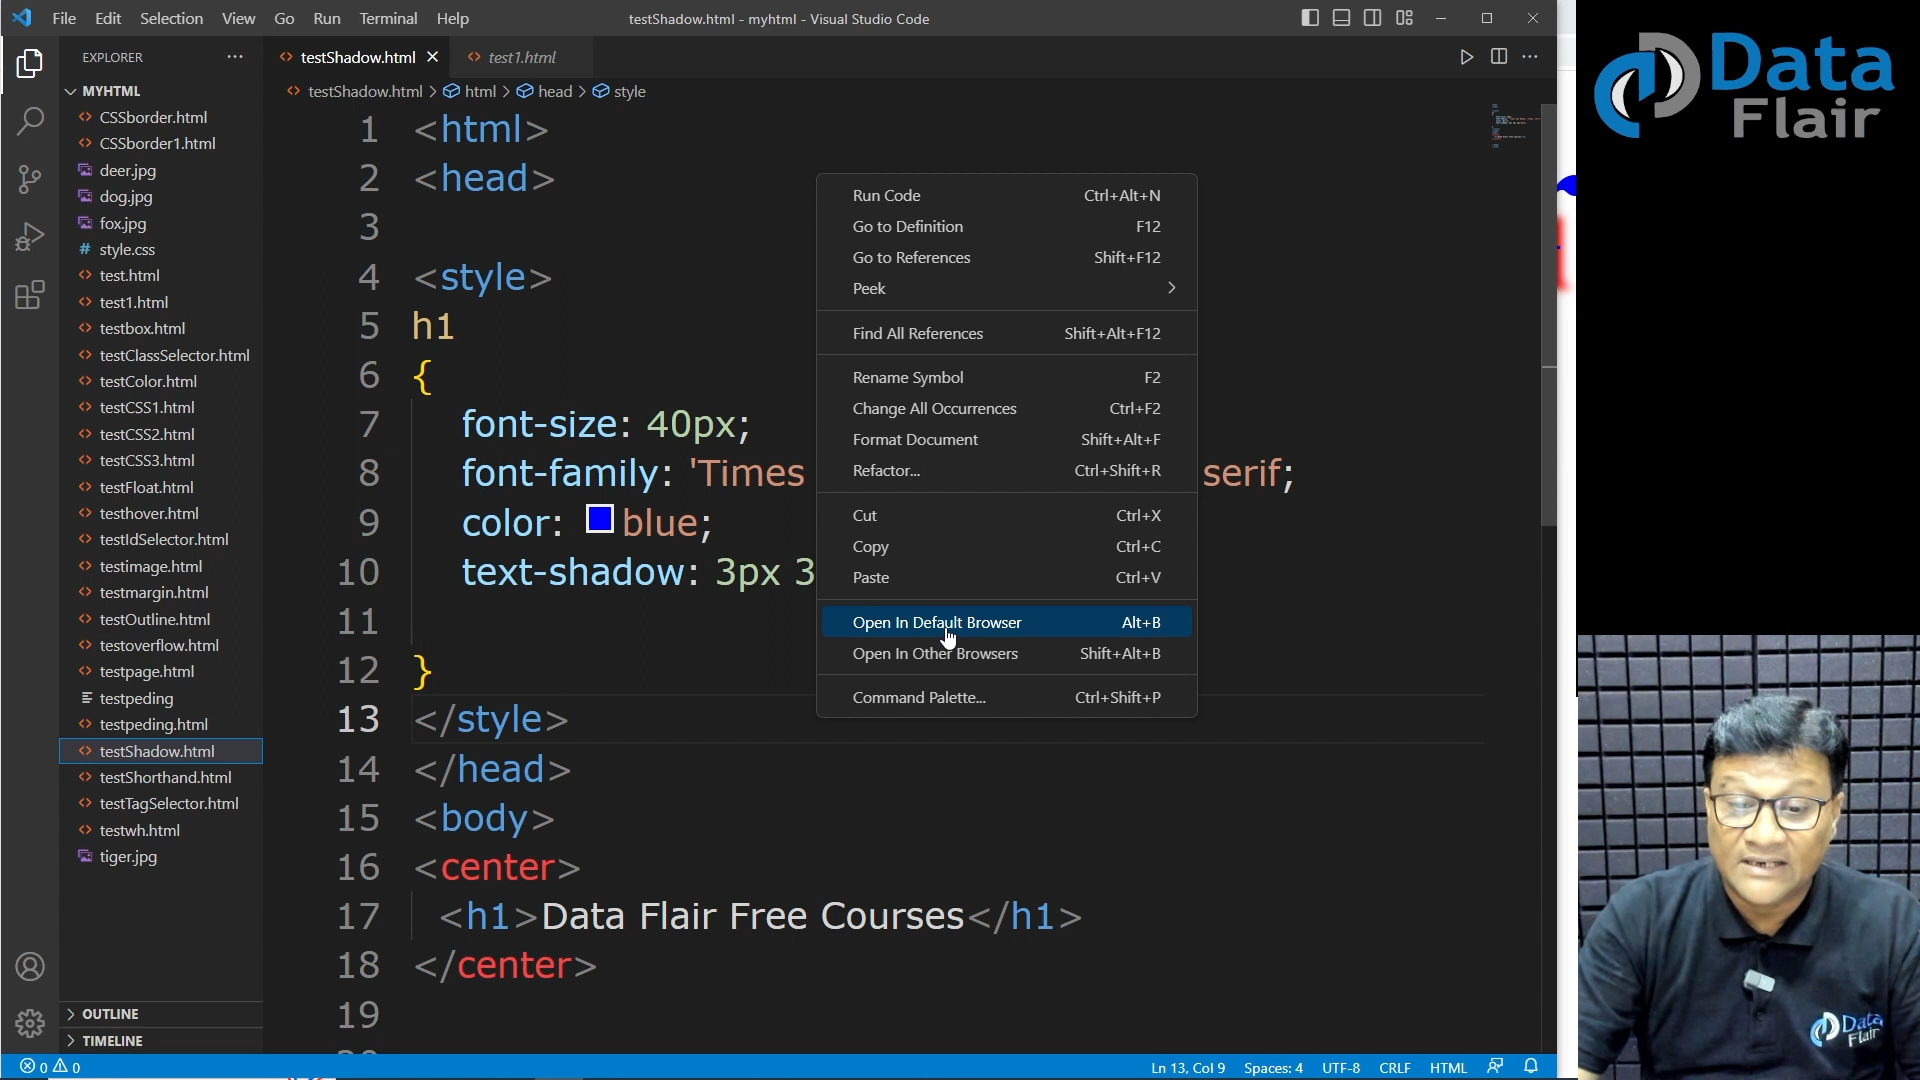 File Edit Selection View Go Run Terminal Help
testShadow.html - myhtml - Visual Studio Code
EXPLORER
testShadow.html
test1.html
testShadow.html > html > head > style
MYHTML
CSSborder.html
CSSborder1.html
deer.jpg
dog.jpg
fox.jpg
# style.css
test.html
test1.html
testbox.html
testClassSelector.html
testColor.html
testCSS1.html
testCSS2.html
testCSS3.html
testFloat.html
testhover.html
testIdSelector.html
testimage.html
testmargin.html
testOutline.html
testoverflow.html
testpage.html
testpeding
testpeding.html
testShadow.html
testShorthand.html
testTagSelector.html
testwh.html
tiger.jpg
OUTLINE
TIMELINE
1 <html>
2 <head>
3
4 <style>
5 h1
6 {
7 font-size: 40px;
8 font-family: 'Times serif;
9 color: blue;
10 text-shadow: 3px 3
11
12 }
13 </style>
14 </head>
15 <body>
16 <center>
17 <h1>Data Flair Free Courses</h1>
18 </center>
19
Run Code Ctrl+Alt+N
Go to Definition F12
Go to References Shift+F12
Peek
Find All References Shift+Alt+F12
Rename Symbol F2
Change All Occurrences Ctrl+F2
Format Document Shift+Alt+F
Refactor... Ctrl+Shift+R
Cut Ctrl+X
Copy Ctrl+C
Paste Ctrl+V
Open In Default Browser Alt+B
Open In Other Browsers Shift+Alt+B
Command Palette... Ctrl+Shift+P
0 0
Ln 13, Col 9 Spaces: 4 UTF-8 CRLF HTML
Data
Flair
Data
Flair